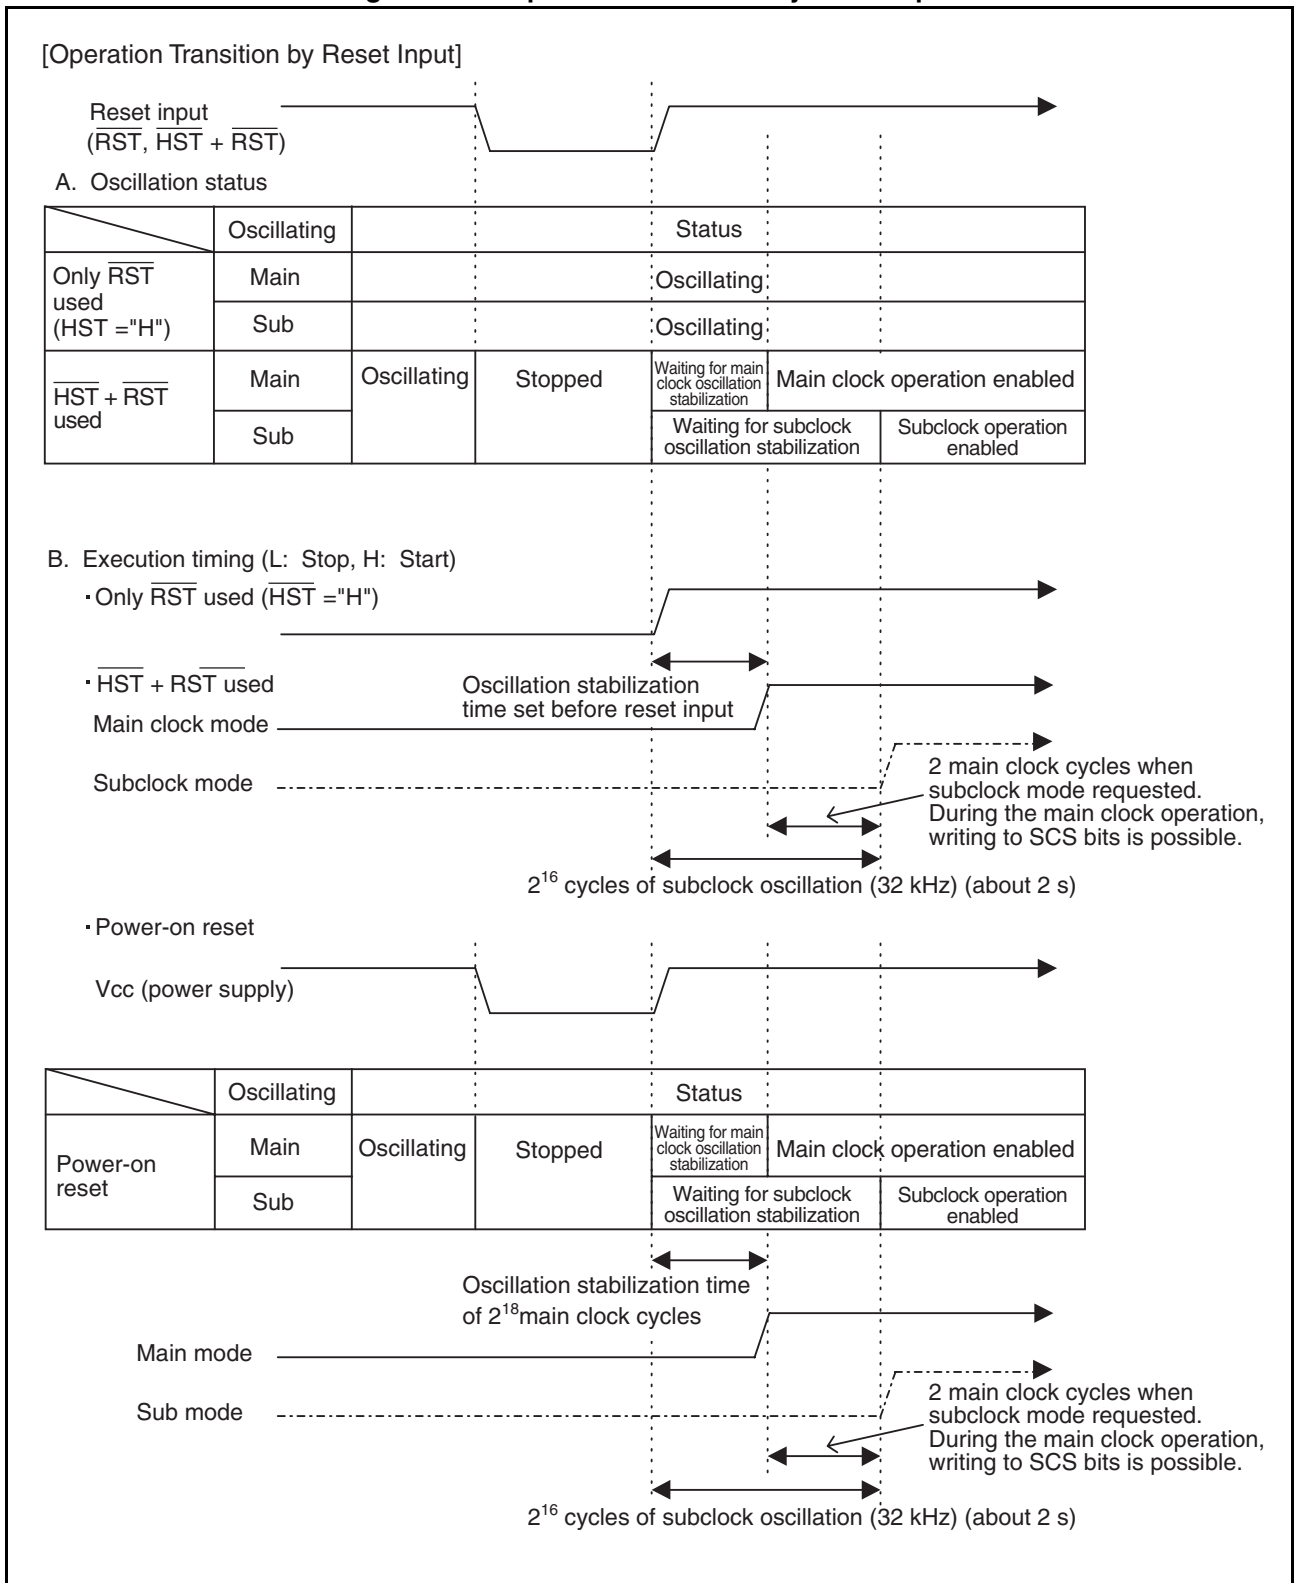 [Operation Transition by Reset Input]
Reset input
(RST, HST + RST)
A. Oscillation status
Oscillating Status
Only RST
used
(HST ="H")
Main Oscillating
Sub Oscillating
HST + RST
used
Main Oscillating Stopped
Waiting for main
clock oscillation
stabilization
Main clock operation enabled
Sub
Waiting for subclock
oscillation stabilization
Subclock operation
enabled
B. Execution timing (L: Stop, H: Start)
· Only RST used (HST ="H")
· HST + RST used
Oscillation stabilization
time set before reset input
Main clock mode
Subclock mode
2 main clock cycles when
subclock mode requested.
During the main clock operation,
writing to SCS bits is possible.
2^16 cycles of subclock oscillation (32 kHz) (about 2 s)
· Power-on reset
Vcc (power supply)
Oscillating Status
Power-on
reset
Main Oscillating Stopped
Waiting for main
clock oscillation
stabilization
Main clock operation enabled
Sub
Waiting for subclock
oscillation stabilization
Subclock operation
enabled
Oscillation stabilization time
of 2^18main clock cycles
Main mode
Sub mode
2 main clock cycles when
subclock mode requested.
During the main clock operation,
writing to SCS bits is possible.
2^16 cycles of subclock oscillation (32 kHz) (about 2 s)